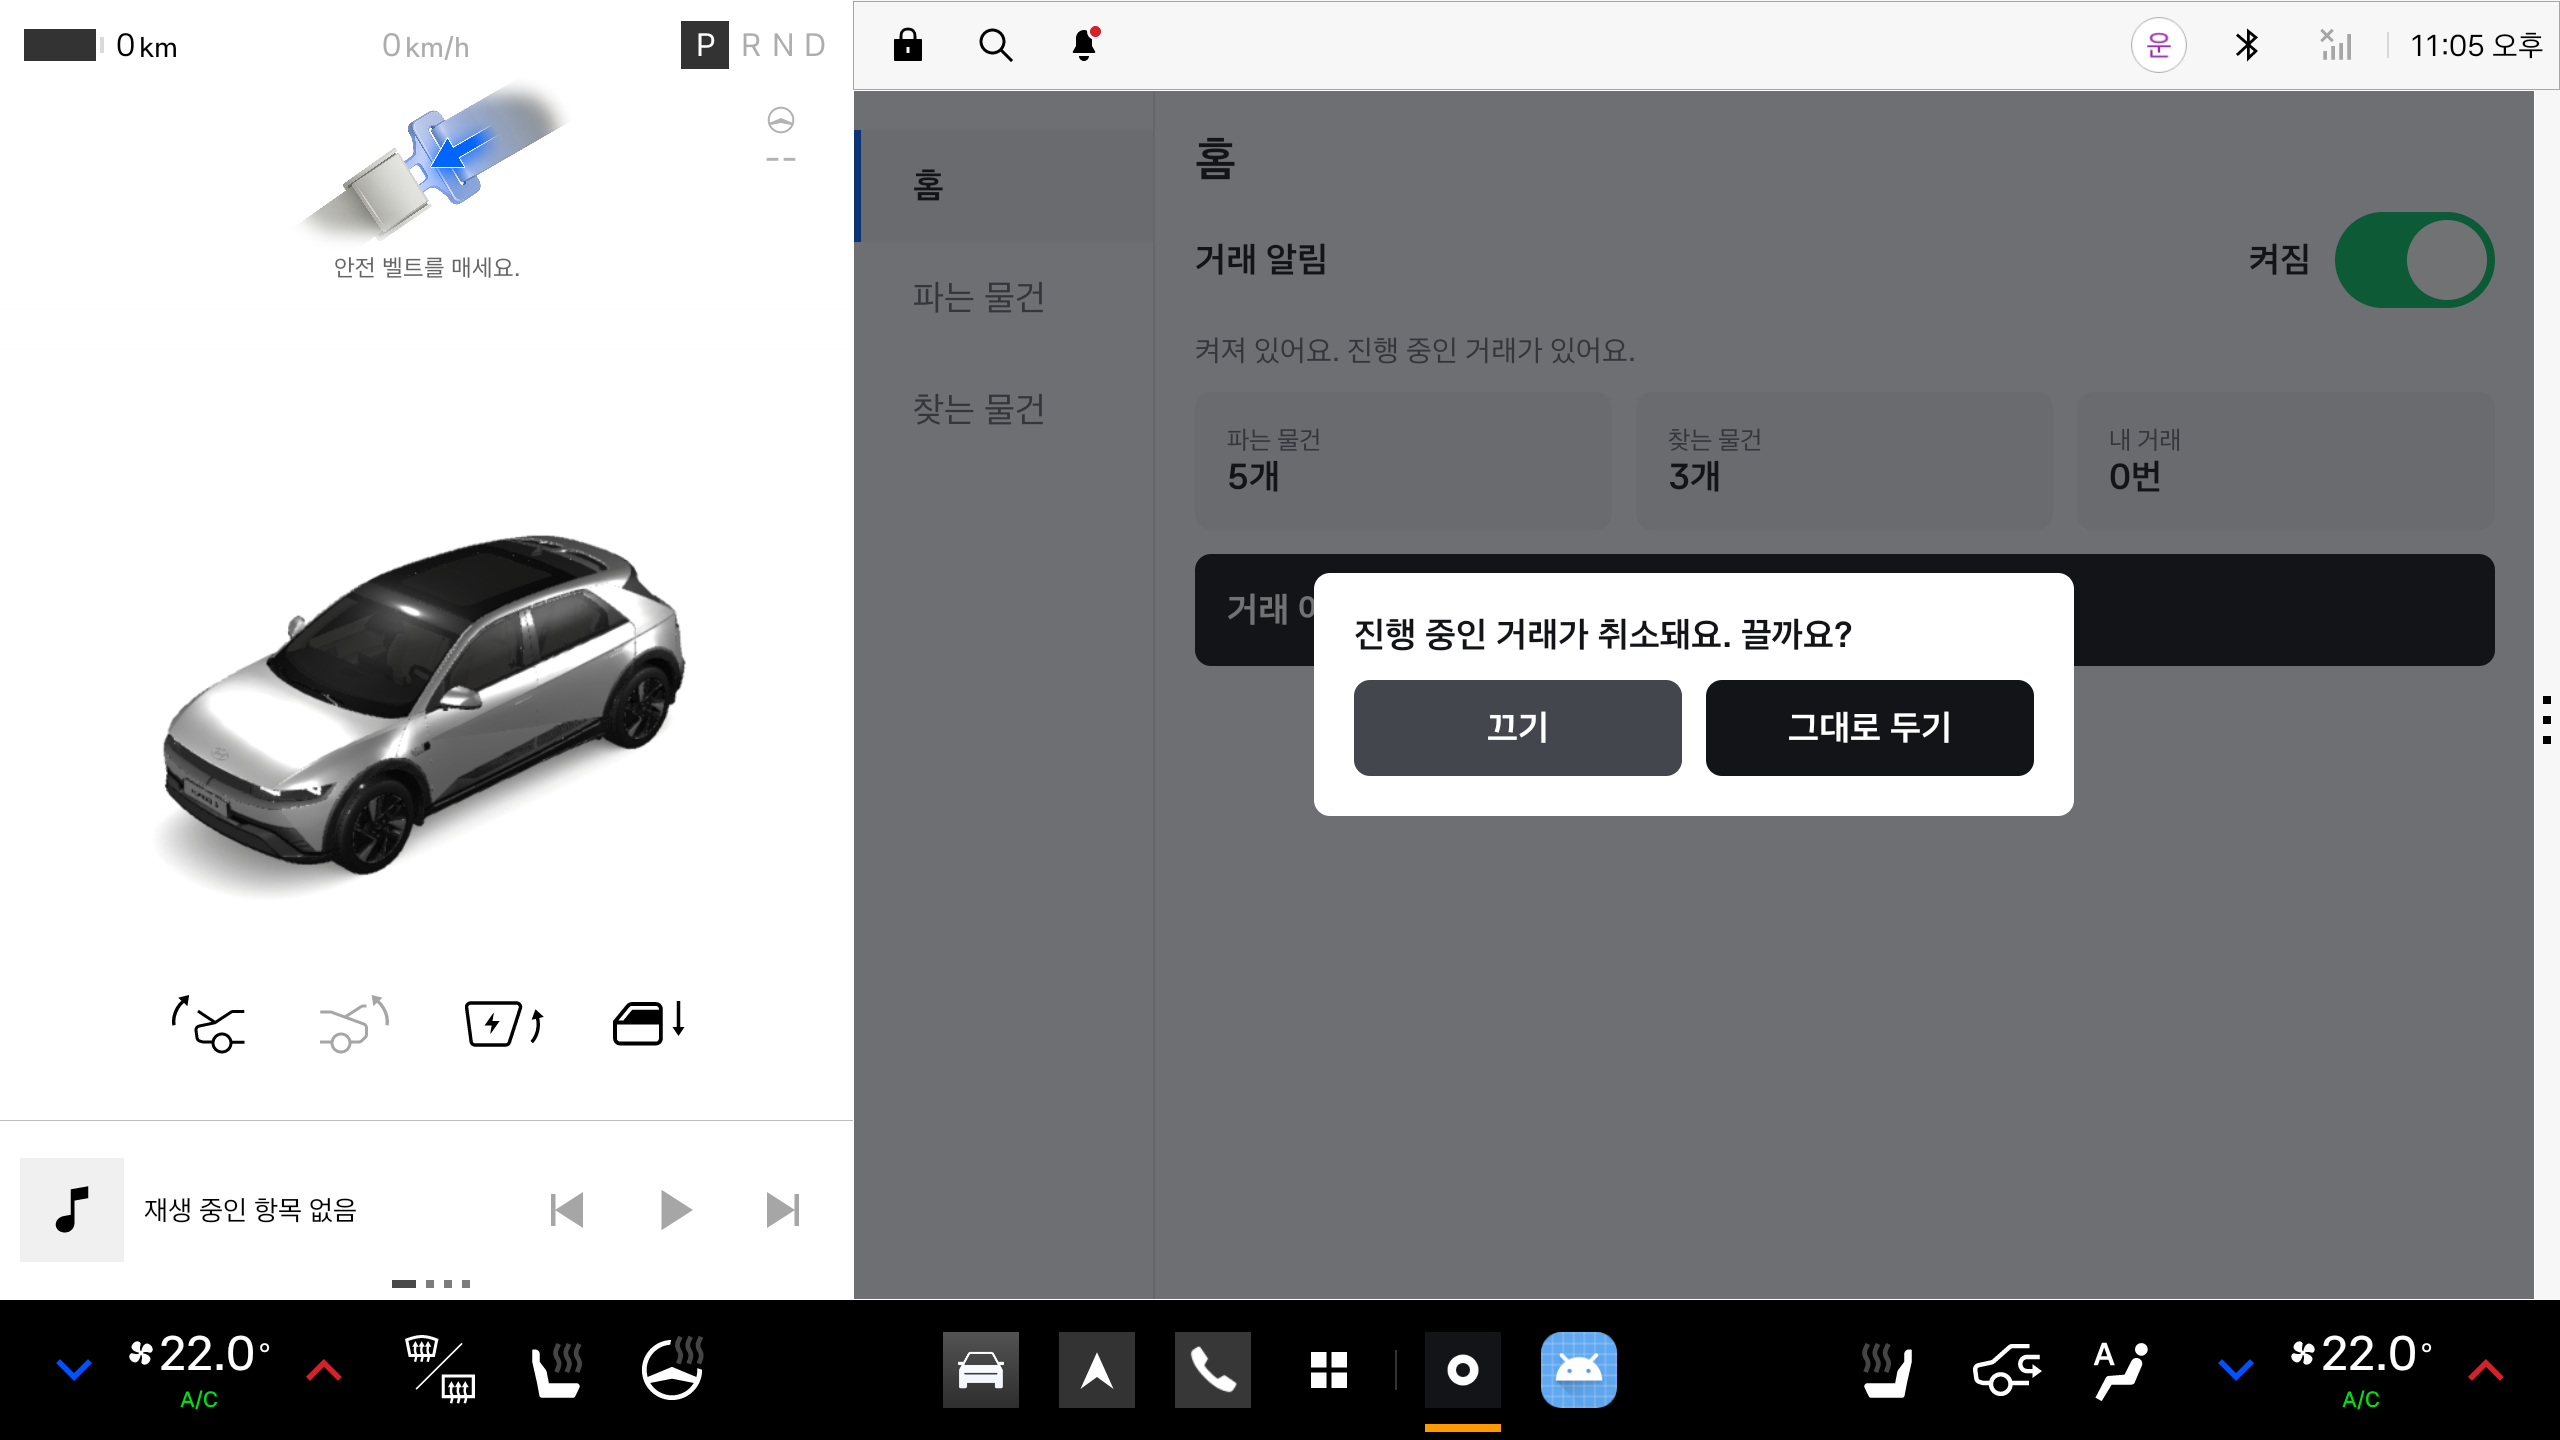 0 km
0 km/h
P R N D
운
11:05 오후
안전 벨트를 매세요.
--
홈
파는 물건
찾는 물건
홈
거래 알림
켜짐
켜져 있어요. 진행 중인 거래가 있어요.
파는 물건
5개
찾는 물건
3개
내 거래
0번
거래
진행 중인 거래가 취소돼요. 끌까요?
끄기
그대로 두기
재생 중인 항목 없음
22.0°
A/C
A
22.0°
A/C